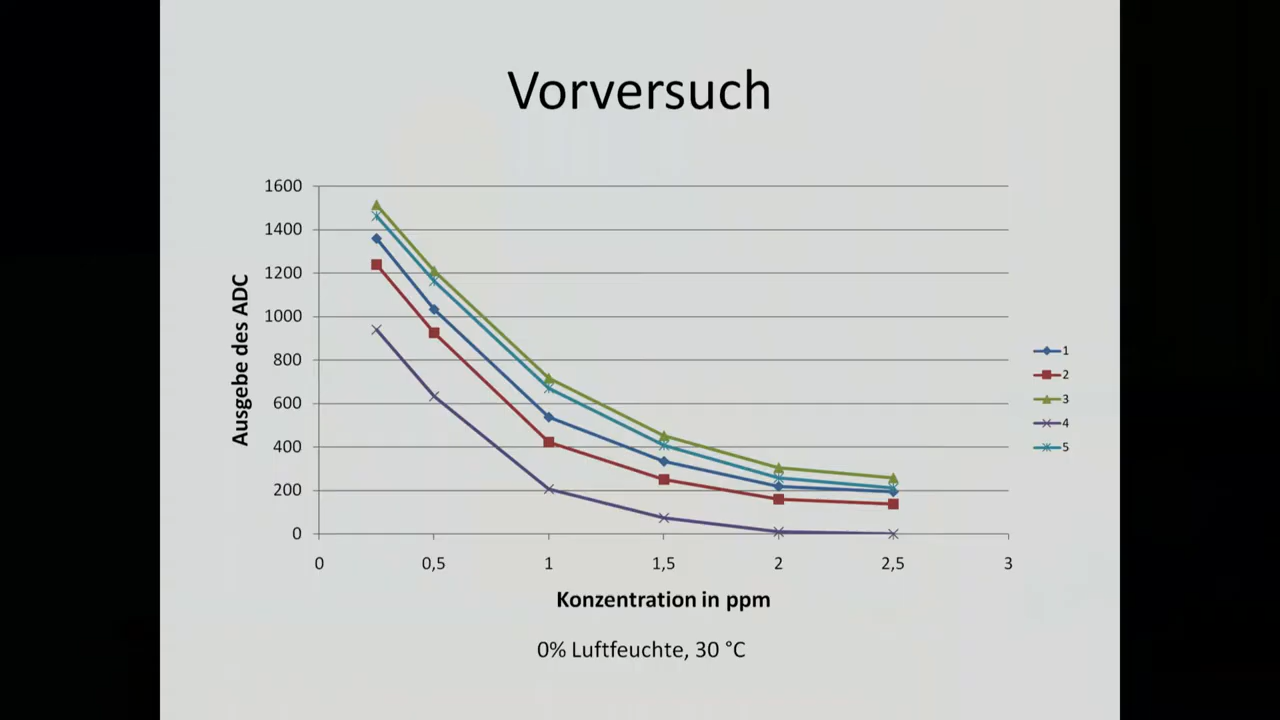 Vorversuch
1600
1400
1200
1000
800
600
400
200
0
Ausgebe des ADC
0 0,5 1 1,5 2 2,5 3
Konzentration in ppm
1
2
3
4
5
0% Luftfeuchte, 30 °C